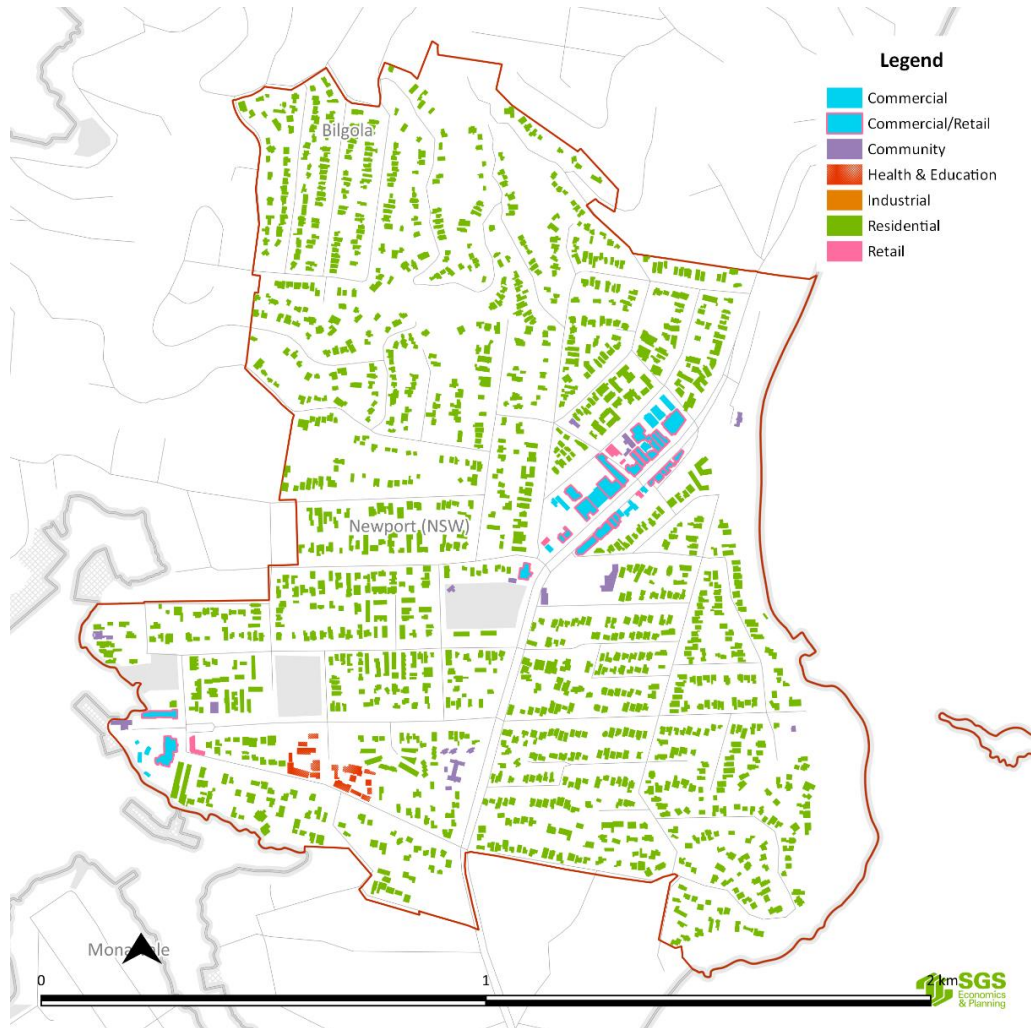 Legend
Commercial
Commercial/Retail
Community
Health & Education
Industrial
Residential
Retail
Bilgola
Newport (NSW)
0
1
2 km
SGS
Economics
& Planning